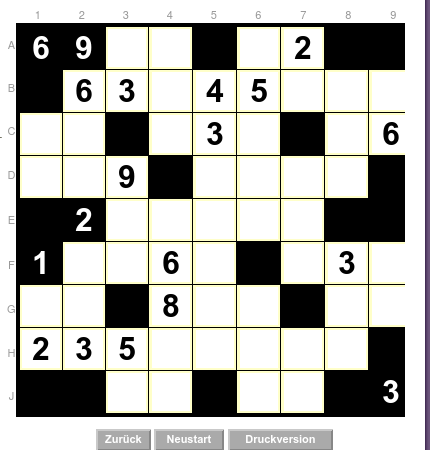 1 2 3 4 5 6 7 8 9
A 6 9 2
B 6 3 4 5
C 3 6
D 9
E 2
F 1 6 3
G 8
H 2 3 5
J 3
Zurück Neustart Druckversion